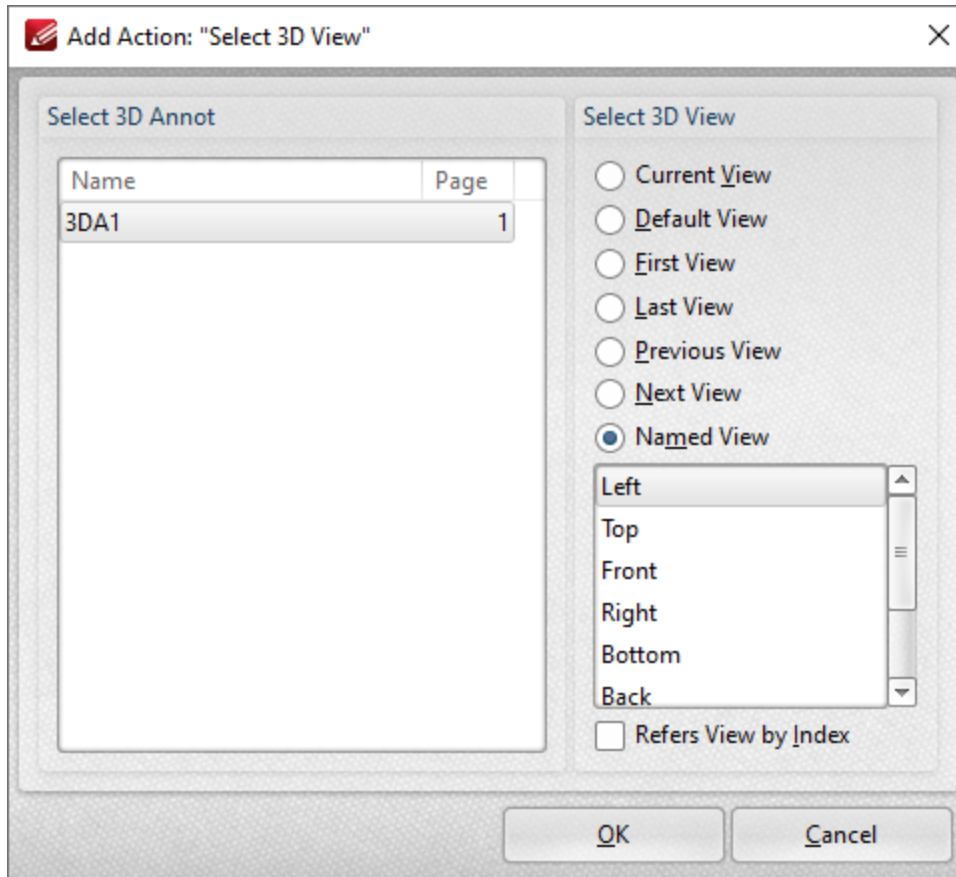 Add Action: "Select 3D View"
Select 3D Annot
Name Page
3DA1 1
Select 3D View
Current View
Default View
First View
Last View
Previous View
Next View
Named View
Left
Top
Front
Right
Bottom
Back
Refers View by Index
OK Cancel